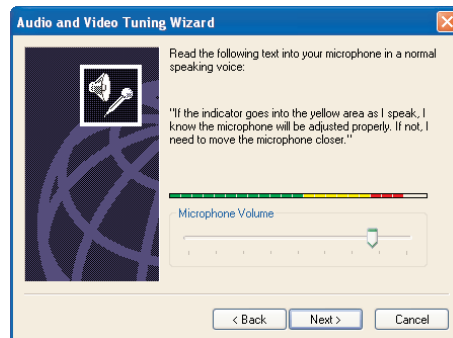 Audio and Video Tuning Wizard
Read the following text into your microphone in a normal
speaking voice:
"If the indicator goes into the yellow area as I speak, I
know the microphone will be adjusted properly. If not, I
need to move the microphone closer."
Microphone Volume
< Back
Next >
Cancel